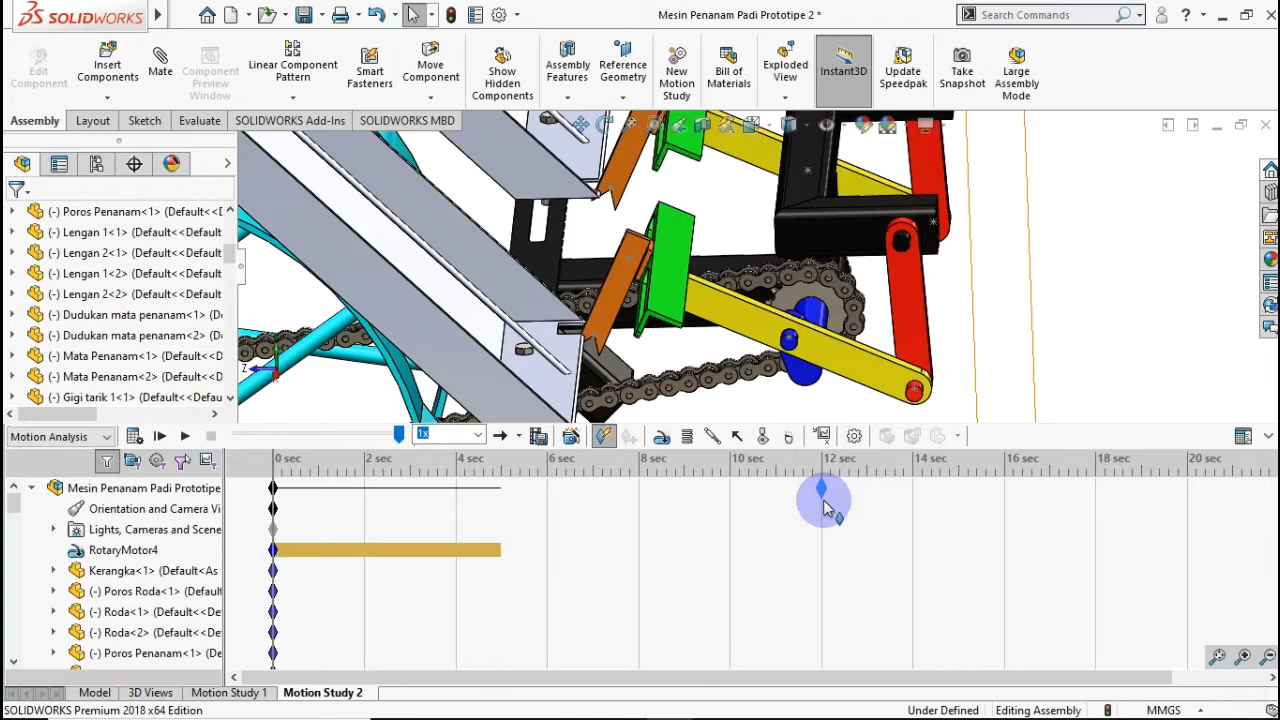 SOLIDWORKS
Mesin Penanam Padi Prototipe 2 *
Search Commands
Edit Component
Insert Components
Mate
Component Preview Window
Linear Component Pattern
Smart Fasteners
Move Component
Show Hidden Components
Assembly Features
Reference Geometry
New Motion Study
Bill of Materials
Exploded View
Instant3D
Update Speedpak
Take Snapshot
Large Assembly Mode
Assembly
Layout
Sketch
Evaluate
SOLIDWORKS Add-Ins
SOLIDWORKS MBD
(-) Poros Penanam<1> (Default<<D
(-) Lengan 1<1> (Default<<Default
(-) Lengan 2<1> (Default<<Default
(-) Lengan 1<2> (Default<<Default
(-) Lengan 2<2> (Default<<Default
(-) Dudukan mata penanam<1> (D
(-) Dudukan mata penanam<2> (D
(-) Mata Penanam<1> (Default<<D
(-) Mata Penanam<2> (Default<<D
(-) Gigi tarik 1<1> (Default<<Defau
Z
Motion Analysis
1x
0 sec
2 sec
4 sec
6 sec
8 sec
10 sec
12 sec
14 sec
16 sec
18 sec
20 sec
Mesin Penanam Padi Prototipe
Orientation and Camera Vi
Lights, Cameras and Scene
RotaryMotor4
Kerangka<1> (Default<As
(-) Poros Roda<1> (Default
(-) Roda<1> (Default<<De
(-) Roda<2> (Default<<De
(-) Poros Penanam<1> (De
Model
3D Views
Motion Study 1
Motion Study 2
SOLIDWORKS Premium 2018 x64 Edition
Under Defined
Editing Assembly
MMGS